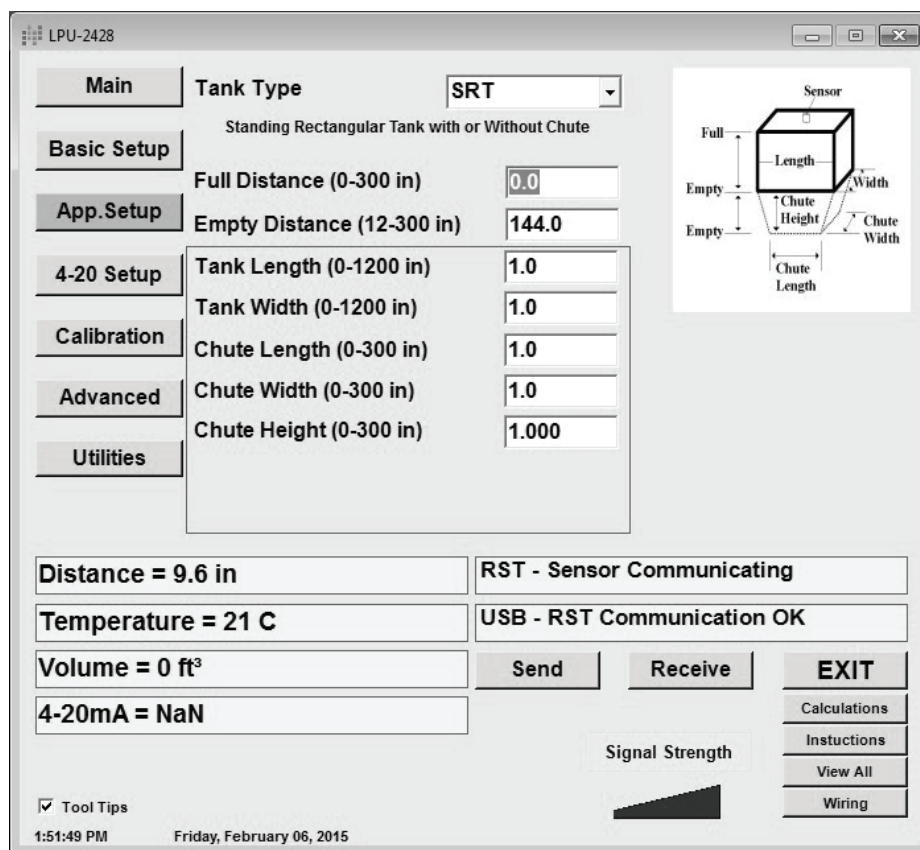 LPU-2428
Main
Basic Setup
App.Setup
4-20 Setup
Calibration
Advanced
Utilities
Tank Type SRT
Standing Rectangular Tank with or Without Chute
Full Distance (0-300 in) 0.0
Empty Distance (12-300 in) 144.0
Tank Length (0-1200 in) 1.0
Tank Width (0-1200 in) 1.0
Chute Length (0-300 in) 1.0
Chute Width (0-300 in) 1.0
Chute Height (0-300 in) 1.000
Sensor
Full
Length
Width
Empty
Chute
Height
Empty
Chute
Width
Chute
Length
Distance = 9.6 in
Temperature = 21 C
Volume = 0 ft³
4-20mA = NaN
RST - Sensor Communicating
USB - RST Communication OK
Send
Receive
EXIT
Calculations
Instuctions
View All
Wiring
Signal Strength
Tool Tips
1:51:49 PM Friday, February 06, 2015